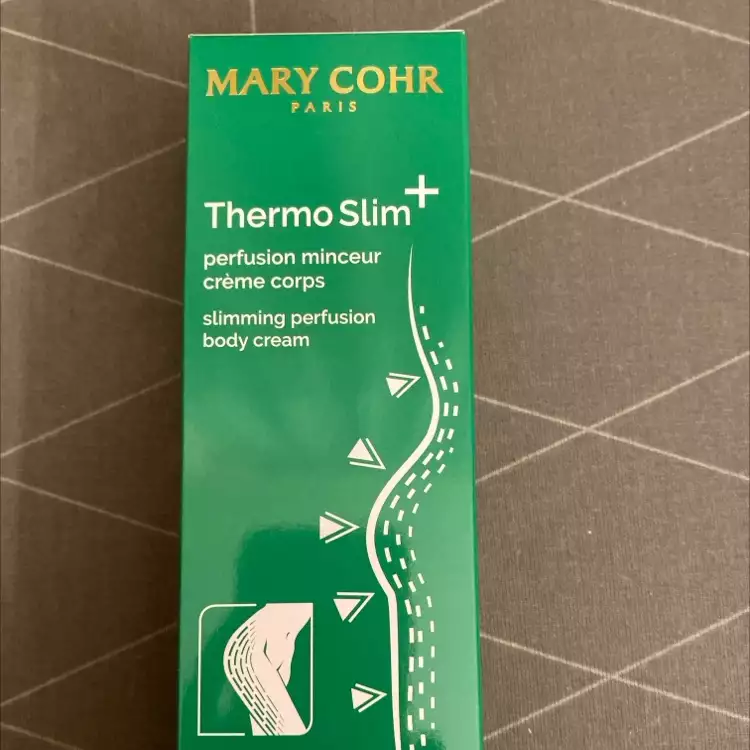 MARY COHR
PARIS
Thermo Slim+
perfusion minceur
crème corps
slimming perfusion
body cream